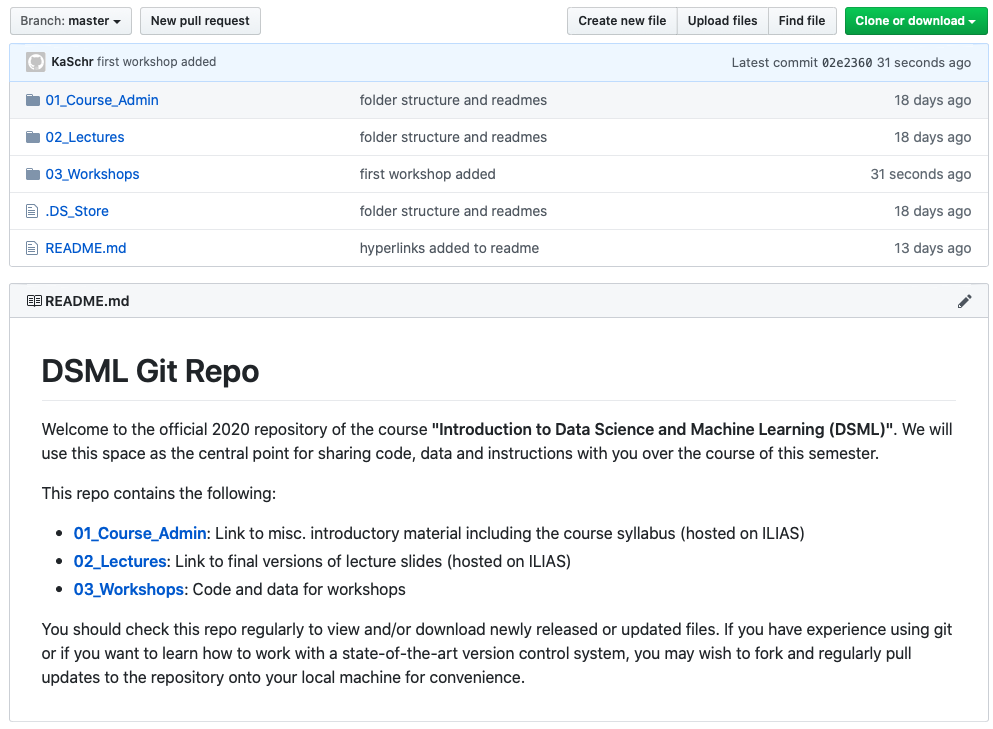 Branch: master New pull request Create new file Upload files Find file Clone or download
KaSchr first workshop added Latest commit 02e2360 31 seconds ago
01_Course_Admin folder structure and readmes 18 days ago
02_Lectures folder structure and readmes 18 days ago
03_Workshops first workshop added 31 seconds ago
.DS_Store folder structure and readmes 18 days ago
README.md hyperlinks added to readme 13 days ago
README.md
DSML Git Repo
Welcome to the official 2020 repository of the course "Introduction to Data Science and Machine Learning (DSML)". We will
use this space as the central point for sharing code, data and instructions with you over the course of this semester.
This repo contains the following:
• 01_Course_Admin: Link to misc. introductory material including the course syllabus (hosted on ILIAS)
• 02_Lectures: Link to final versions of lecture slides (hosted on ILIAS)
• 03_Workshops: Code and data for workshops
You should check this repo regularly to view and/or download newly released or updated files. If you have experience using git
or if you want to learn how to work with a state-of-the-art version control system, you may wish to fork and regularly pull
updates to the repository onto your local machine for convenience.